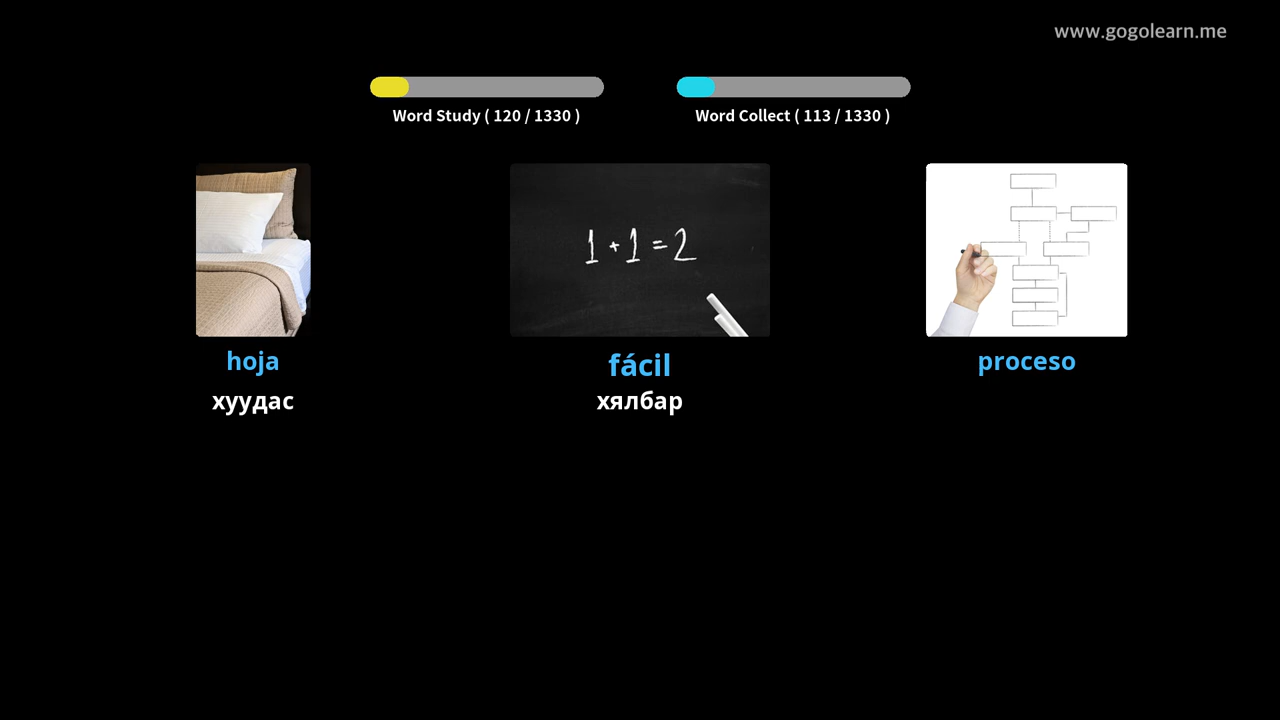 www.gogolearn.me
Word Study ( 120 / 1330 )
Word Collect ( 113 / 1330 )
1 + 1 = 2
hoja
fácil
proceso
хуудас
хялбар